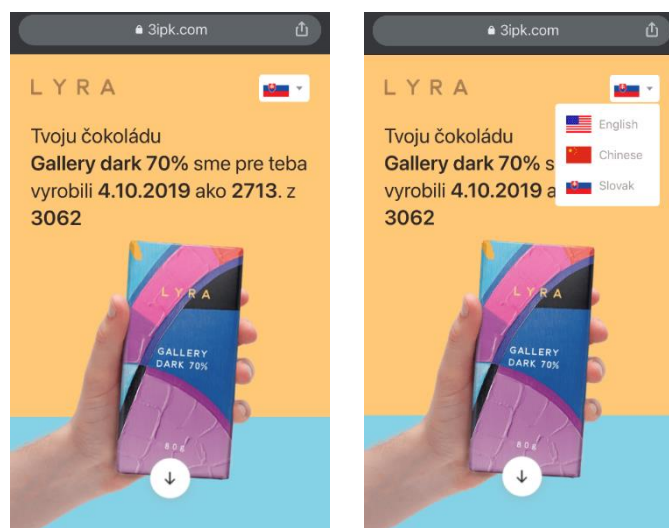 3ipk.com
LYRA
Tvoju čokoládu
Gallery dark 70% sme pre teba
vyrobili 4.10.2019 ako 2713. z
3062
LYRA
GALLERY
DARK 70%
80g
3ipk.com
LYRA
English
Chinese
Slovak
Tvoju čokoládu
Gallery dark 70% s
vyrobili 4.10.2019 a
3062
LYRA
GALLERY
DARK 70%
80g